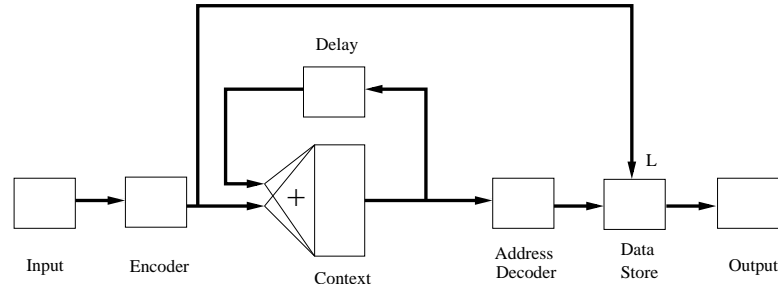 Delay
L
+
Input
Encoder
Context
Address
Decoder
Data
Store
Output